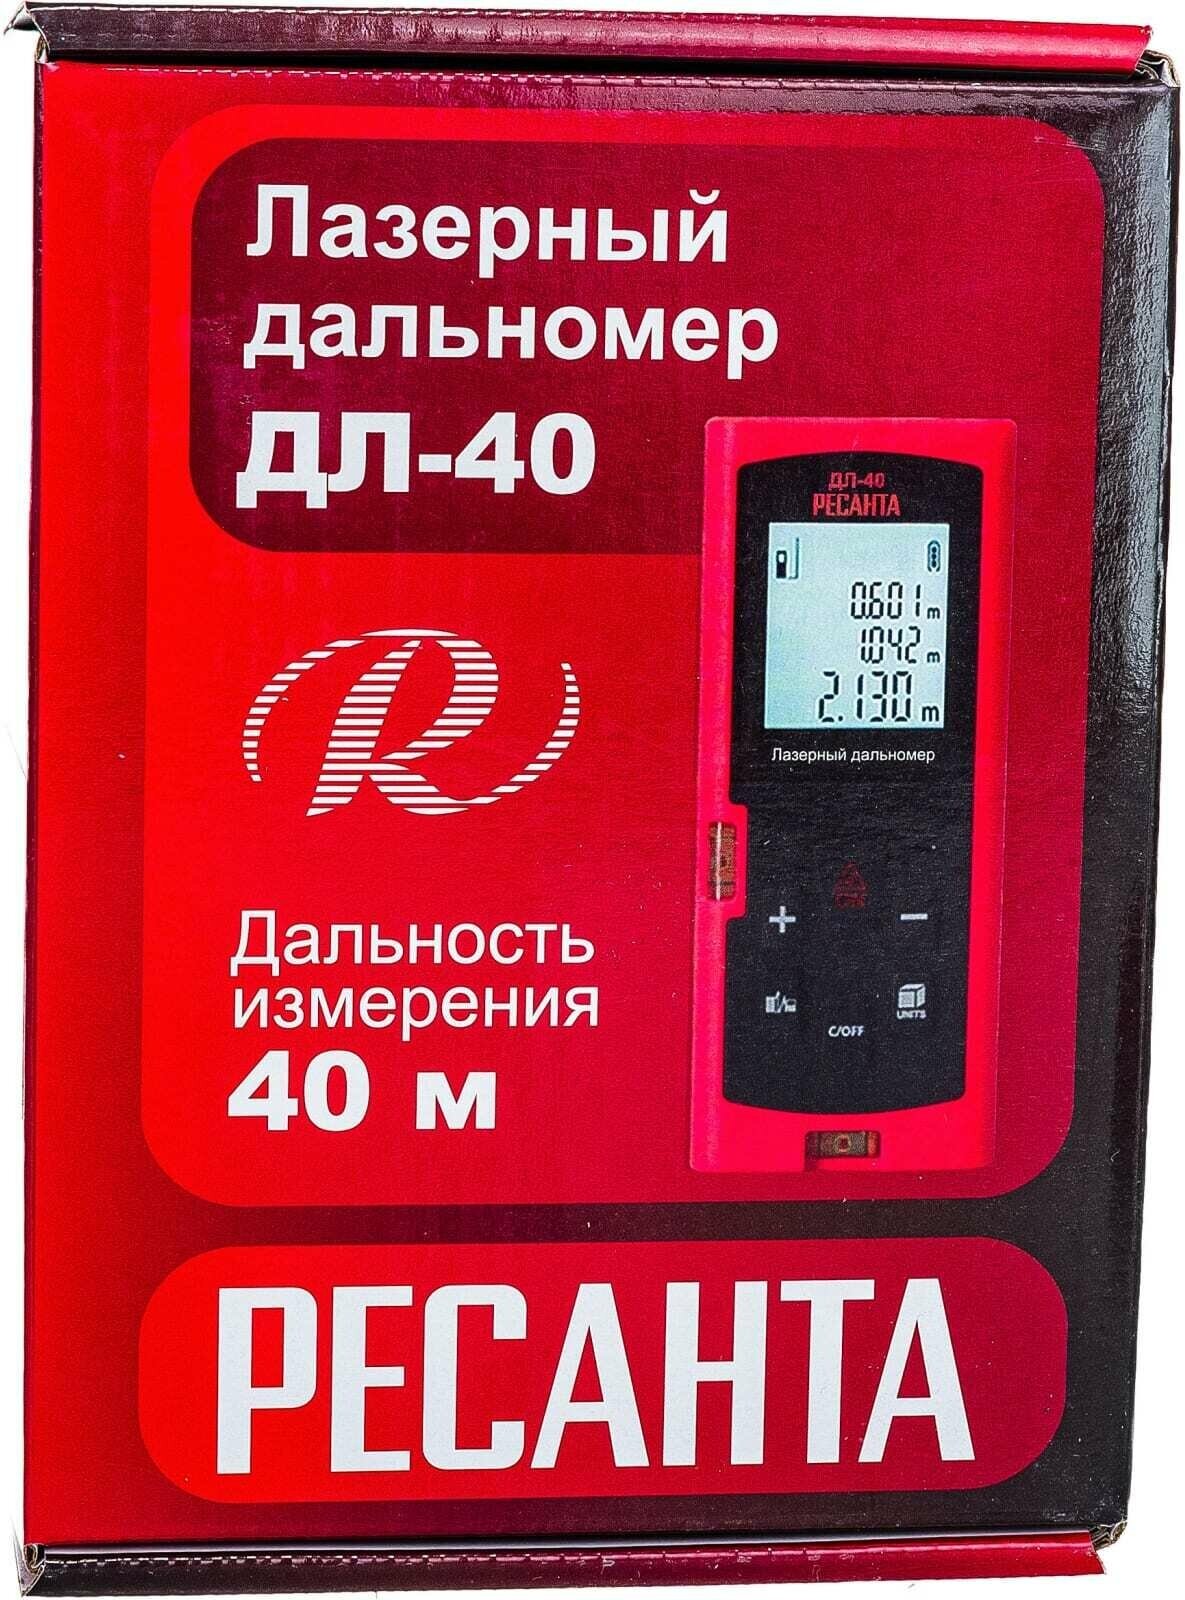 Лазерный
дальномер
ДЛ-40
ДЛ-40
РЕСАНТА
0.601 m
1.042 m
2.130 m
Лазерный дальномер
+ −
UNITS
C/OFF
R
Дальность
измерения
40 м
РЕСАНТА